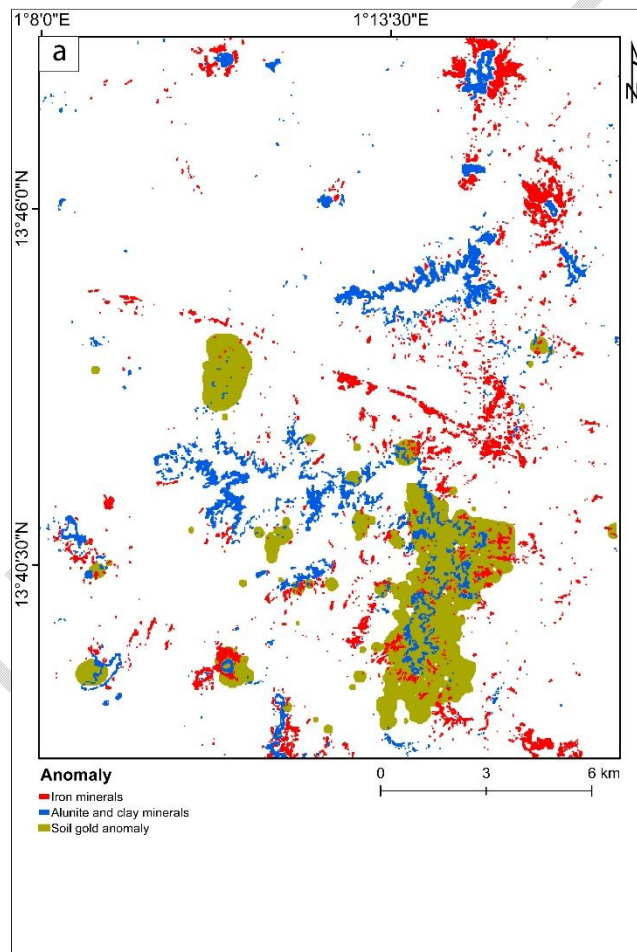 1°8'0"E 1°13'30"E
a
N
13°46'0"N
13°40'30"N
Anomaly
0 3 6 km
Iron minerals
Alunite and clay minerals
Soil gold anomaly